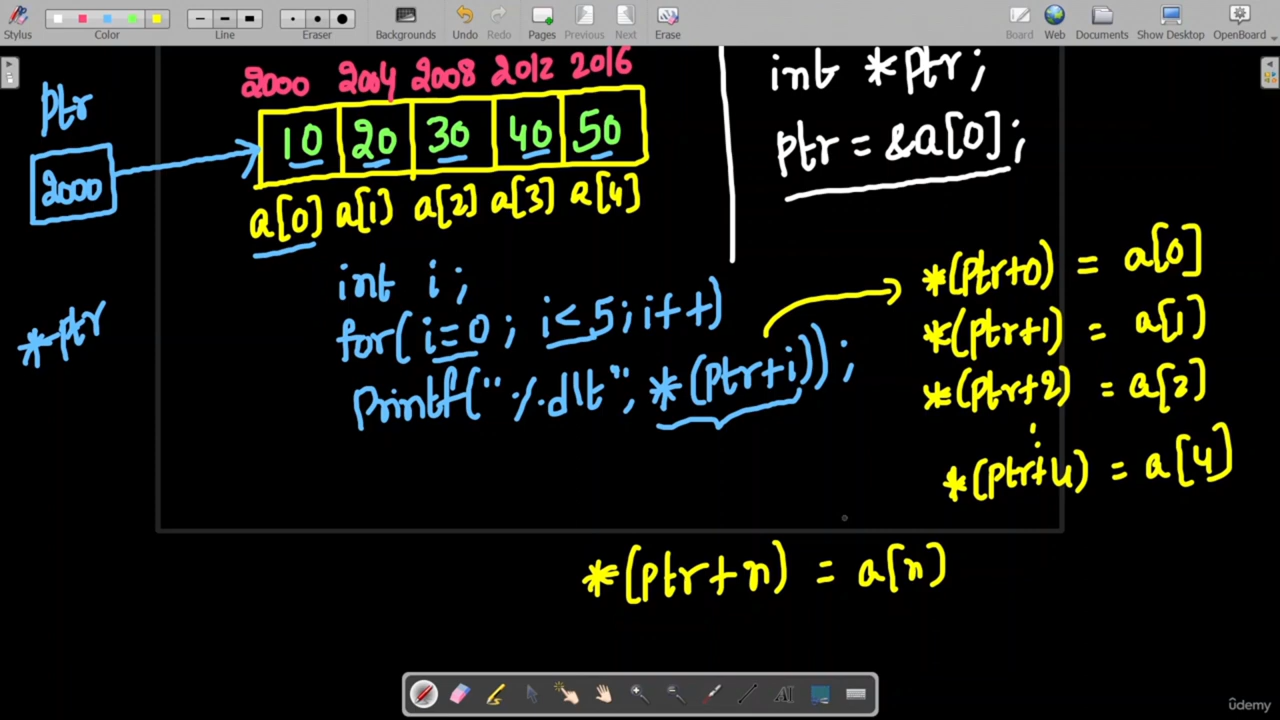 Stylus
Color
Line
Eraser
Backgrounds
Undo
Redo
Pages
Previous
Next
Erase
Board
Web
Documents
Show Desktop
OpenBoard
2000 2004 2008 2012 2016
ptr
2000
10 20 30 40 50
a[0] a[1] a[2] a[3] a[4]
int *ptr;
ptr = &a[0];
*ptr
int i;
for(i=0; i<5; i++)
printf("%d\t", *(ptr+i));
*(ptr+0) = a[0]
*(ptr+1) = a[1]
*(ptr+2) = a[2]
*(ptr+4) = a[4]
*(ptr+n) = a[n]
AI
ûdemy